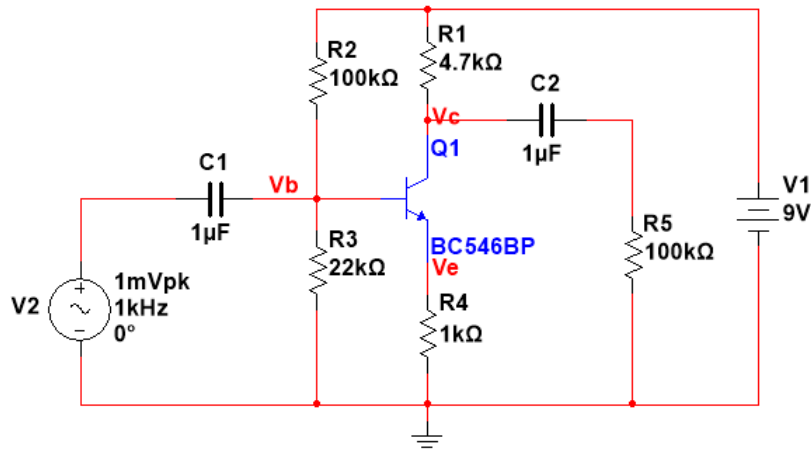 R2
100kΩ
R1
4.7kΩ
Vc
C2
1µF
Q1
C1
1µF
Vb
V1
9V
R3
22kΩ
BC546BP
Ve
R5
100kΩ
V2
1mVpk
1kHz
0°
R4
1kΩ